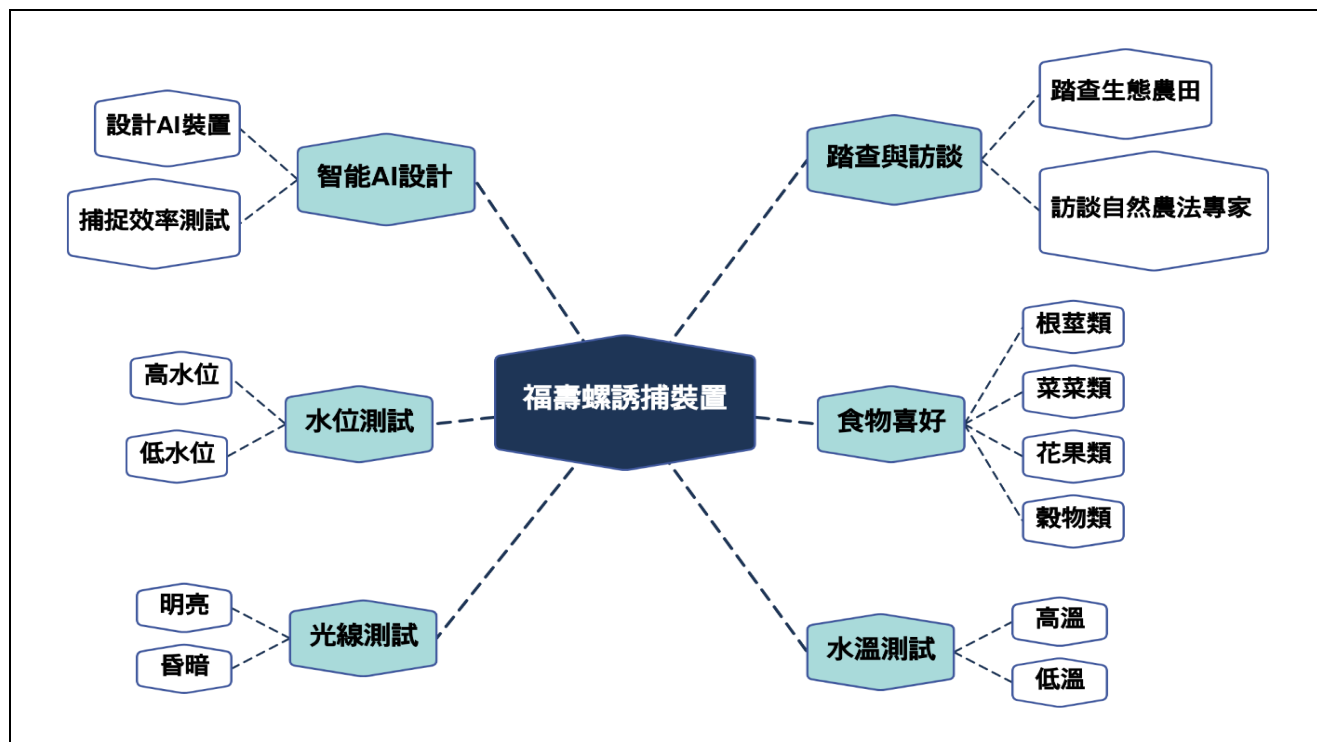 福壽螺誘捕裝置
智能AI設計
設計AI裝置
捕捉效率測試
水位測試
高水位
低水位
光線測試
明亮
昏暗
踏查與訪談
踏查生態農田
訪談自然農法專家
食物喜好
根莖類
菜菜類
花果類
穀物類
水溫測試
高溫
低溫